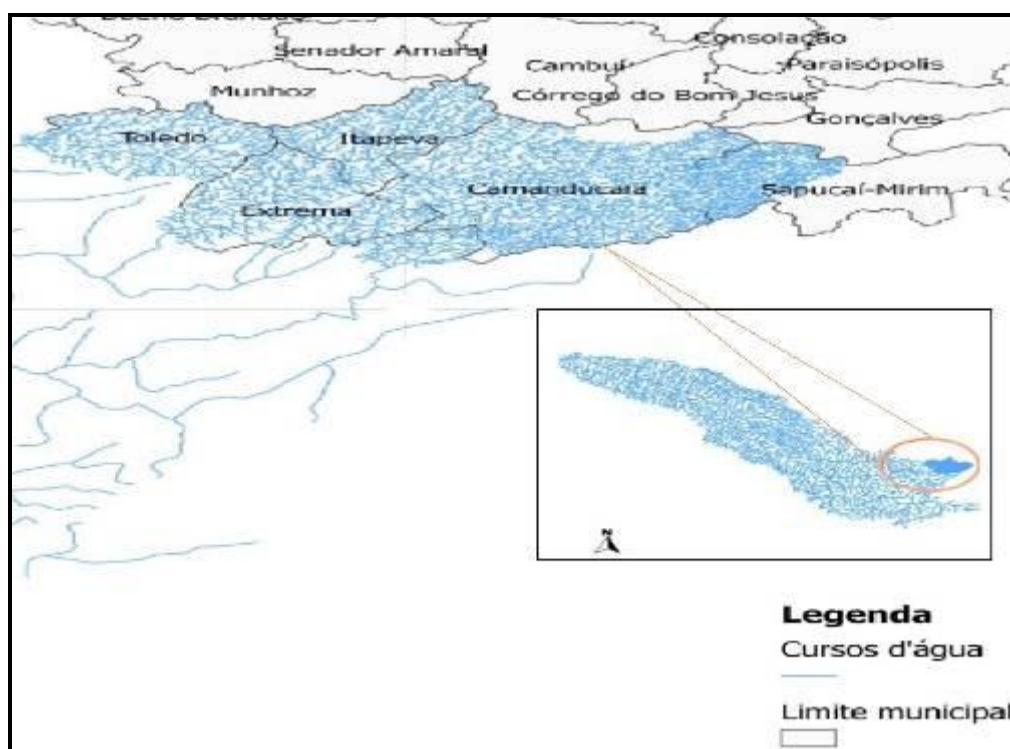 Senador Amaral
Consolação
Cambuí
Paraisópolis
Munhoz
Córrego do Bom Jesus
Gonçalves
Toledo
Itapeva
Camanducaia
Sapucaí-Mirim
Extrema
N
Legenda
Cursos d'água
Limite municipal